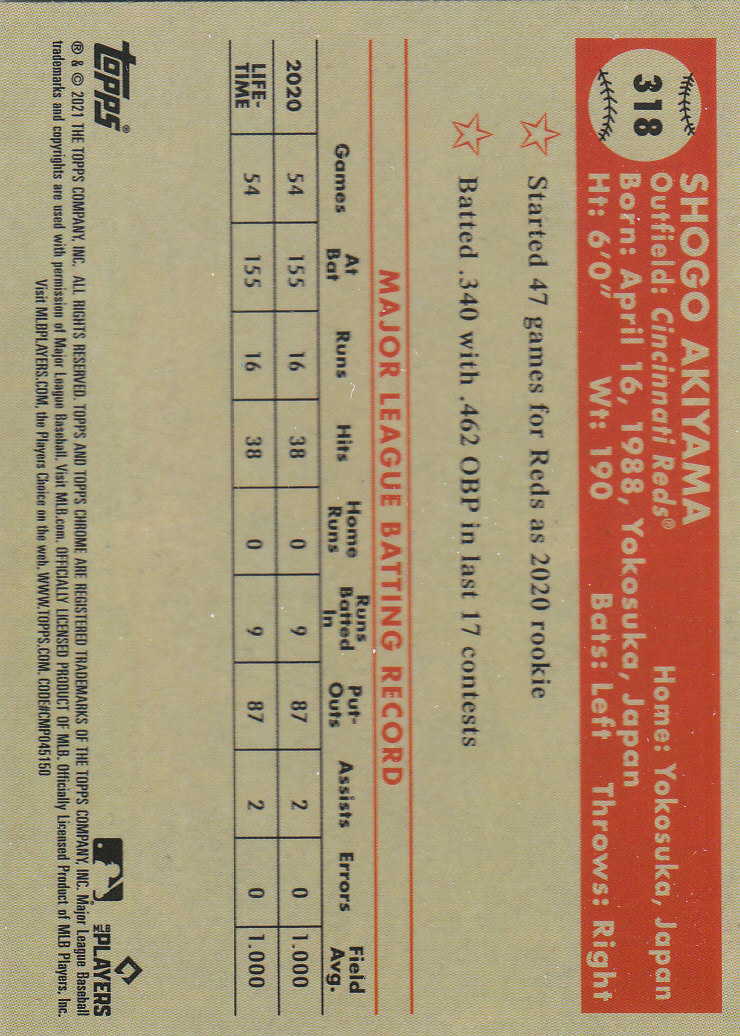 318
SHOGO AKIYAMA
Outfield: Cincinnati Reds® Home: Yokosuka, Japan
Born: April 16, 1988, Yokosuka, Japan
Ht: 6'0" Wt: 190 Bats: Left Throws: Right
Started 47 games for Reds as 2020 rookie
Batted .340 with .462 OBP in last 17 contests
MAJOR LEAGUE BATTING RECORD
Games At Bat Runs Hits Home Runs Runs Batted In Put-Outs Assists Errors Field Avg.
2020 54 155 16 38 0 9 87 2 0 1.000
LIFE-TIME 54 155 16 38 0 9 87 2 0 1.000
topps®
MLB PLAYERS
® & © 2021 THE TOPPS COMPANY, INC. ALL RIGHTS RESERVED. TOPPS AND TOPPS CHROME ARE REGISTERED TRADEMARKS OF THE TOPPS COMPANY, INC. Major League Baseball
trademarks and copyrights are used with permission of Major League Baseball. Visit MLB.com. OFFICIALLY LICENSED PRODUCT OF MLB. Officially Licensed Product of MLB Players, Inc.
Visit MLBPLAYERS.COM, the Players Choice on the web. WWW.TOPPS.COM. CODE#CMP045150